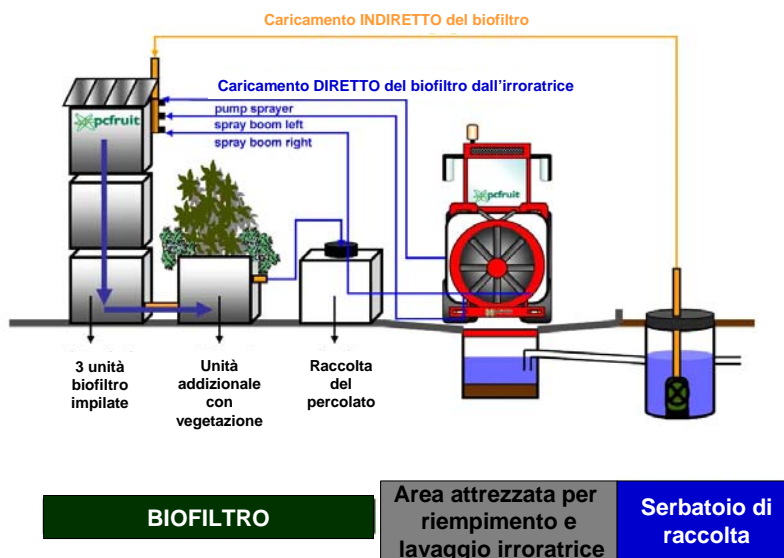 Caricamento INDIRETTO del biofiltro
Caricamento DIRETTO del biofiltro dall'irroratrice
pump sprayer
spray boom left
spray boom right
pcfruit
pcfruit
3 unità
biofiltro
impilate
Unità
addizionale
con
vegetazione
Raccolta
del
percolato
BIOFILTRO
Area attrezzata per
riempimento e
lavaggio irroratrice
Serbatoio di
raccolta